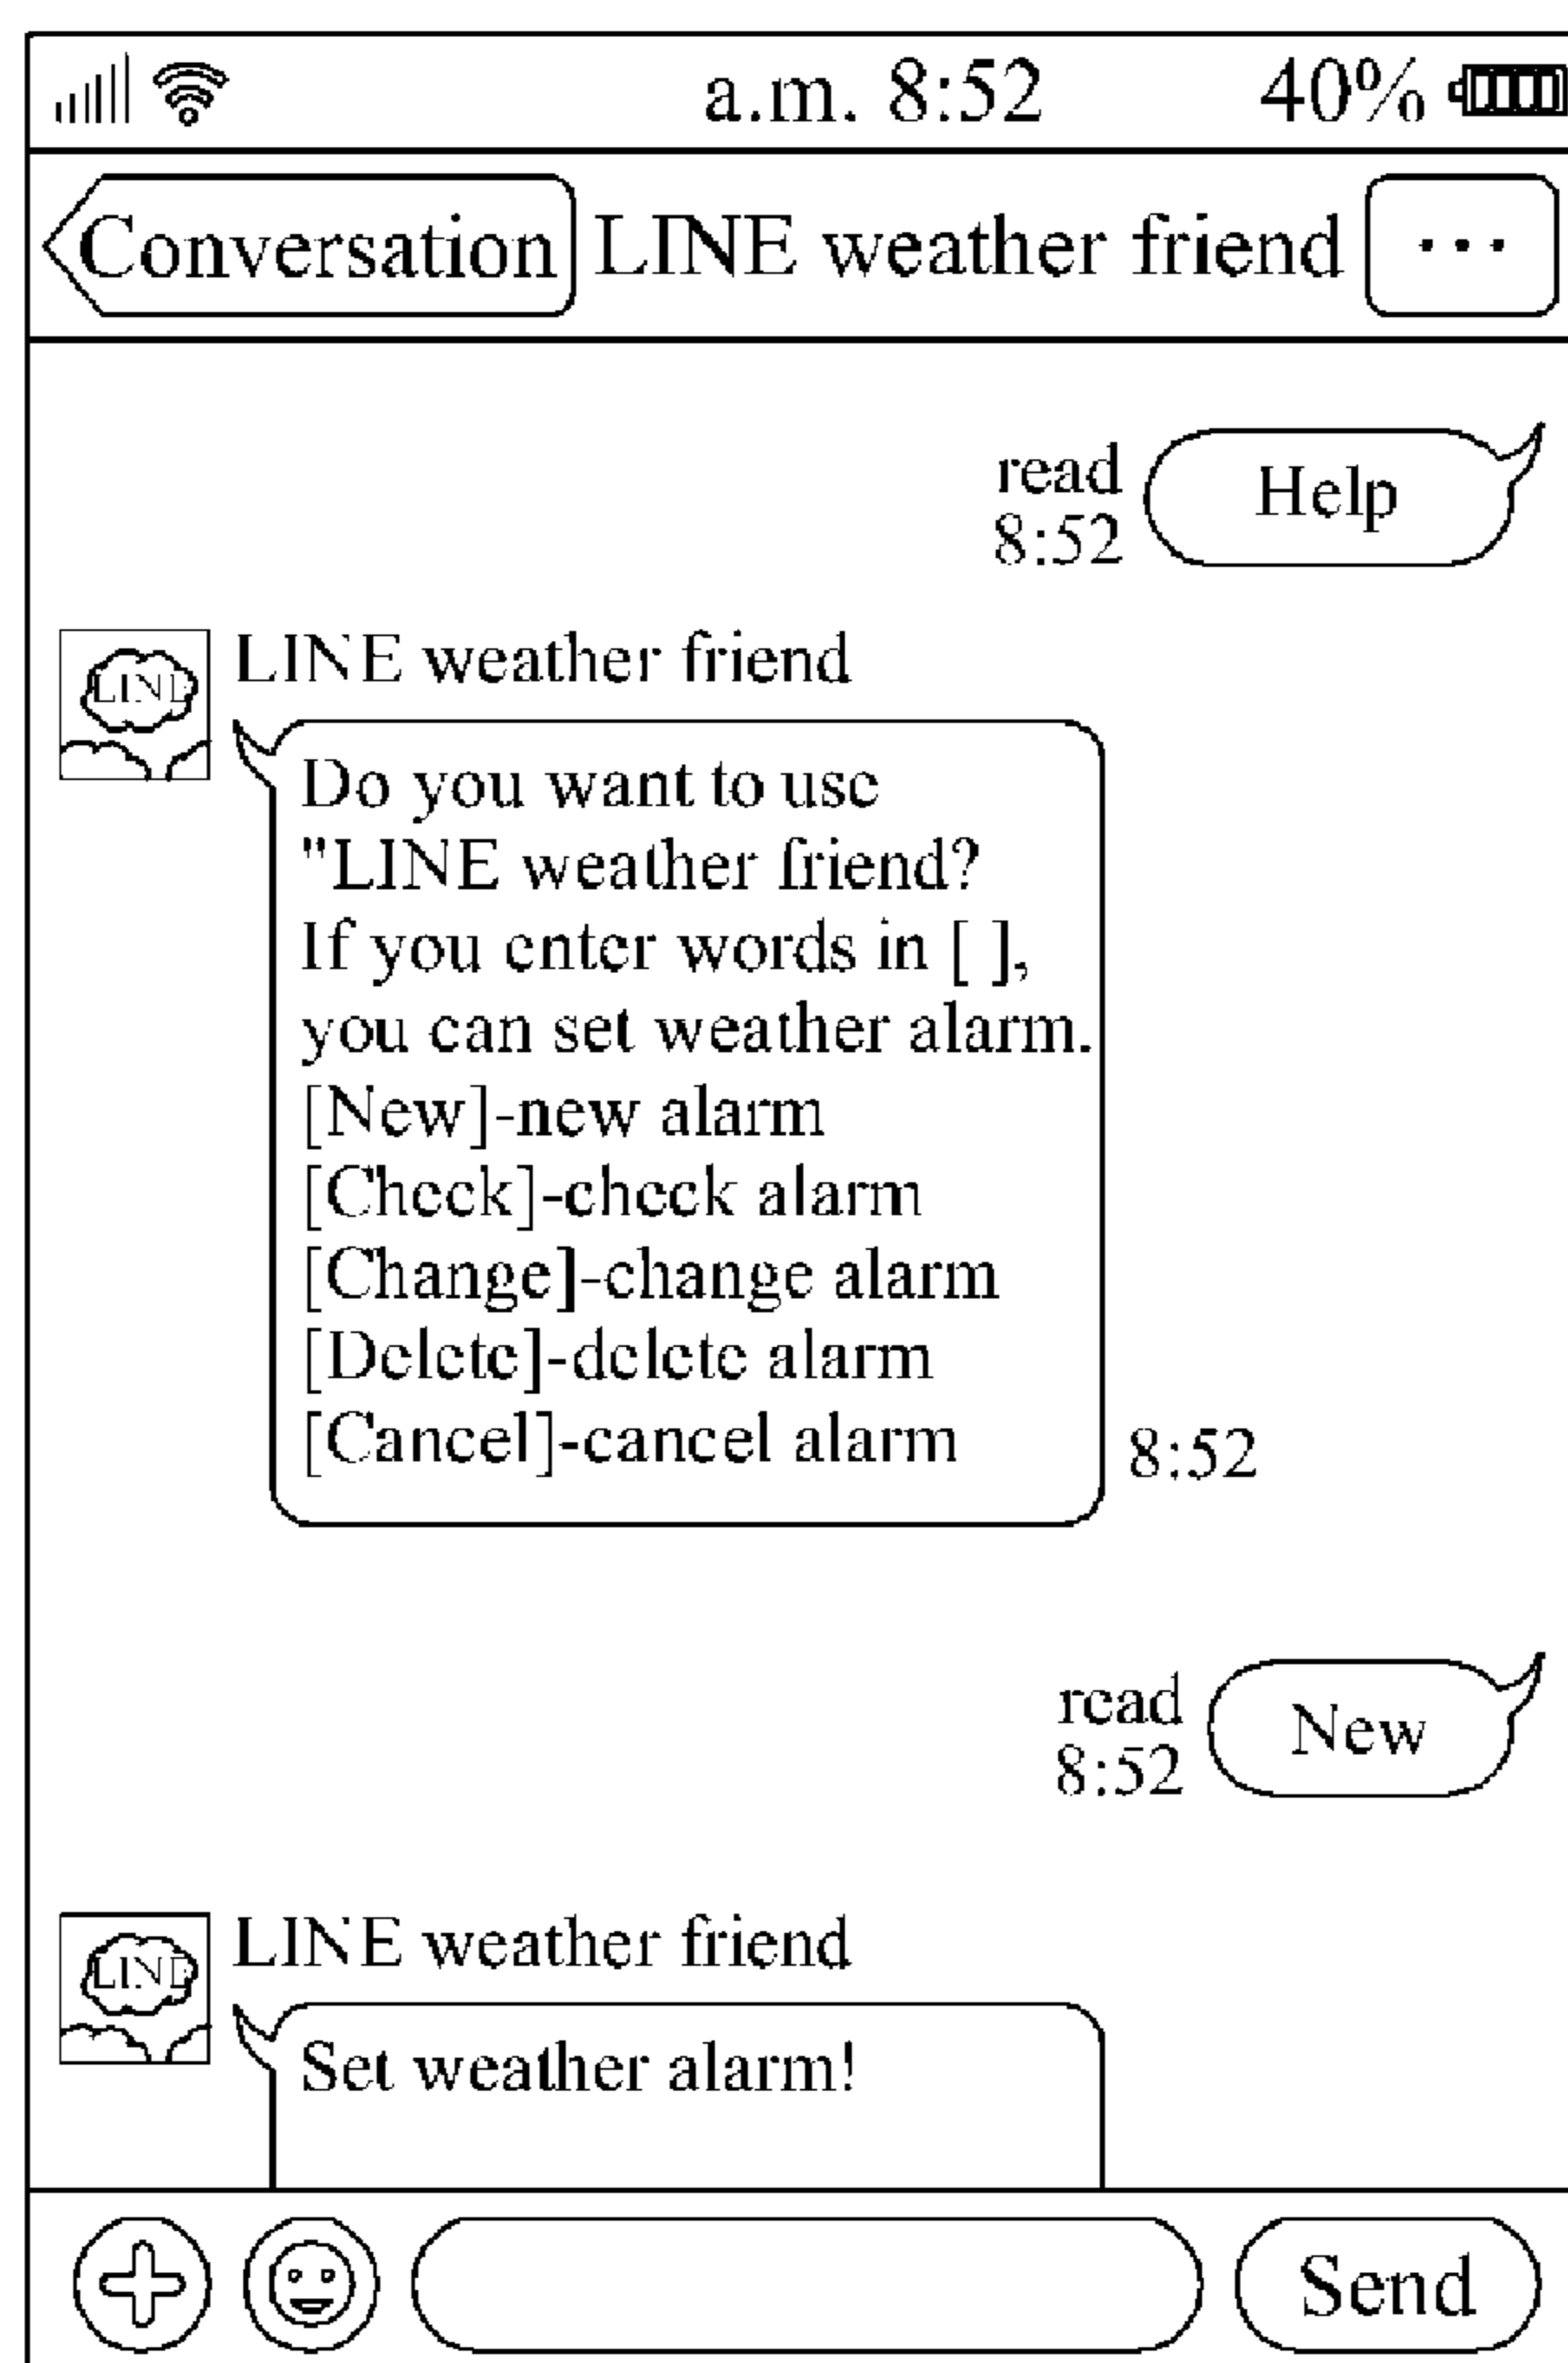 a.m. 8:52 40%
Conversation LINE weather friend ...
read
8:52
Help
LINE
LINE weather friend
Do you want to use
"LINE weather friend?
If you enter words in [ ],
you can set weather alarm.
[New]-new alarm
[Check]-check alarm
[Change]-change alarm
[Delete]-delete alarm
[Cancel]-cancel alarm
8:52
read
8:52
New
LINE
LINE weather friend
Set weather alarm!
Send